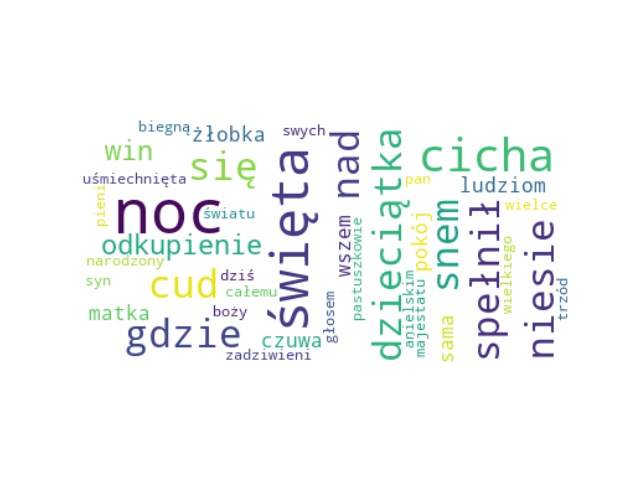 biegną
żłobka
swych
win
się
uśmiechnięta
pieni
noc
światu
odkupienie
narodzony
syn
cud
dziś
całemu
matka
boży
gdzie
czuwa
zadziwieni
święta
nad
wszem
głosem
pastuszkowie
dzieciątka
cicha
pan
ludziom
pokój
snem
wielce
anielskim
majestatu
sama
spełnił
wielkiego
niesie
trzód